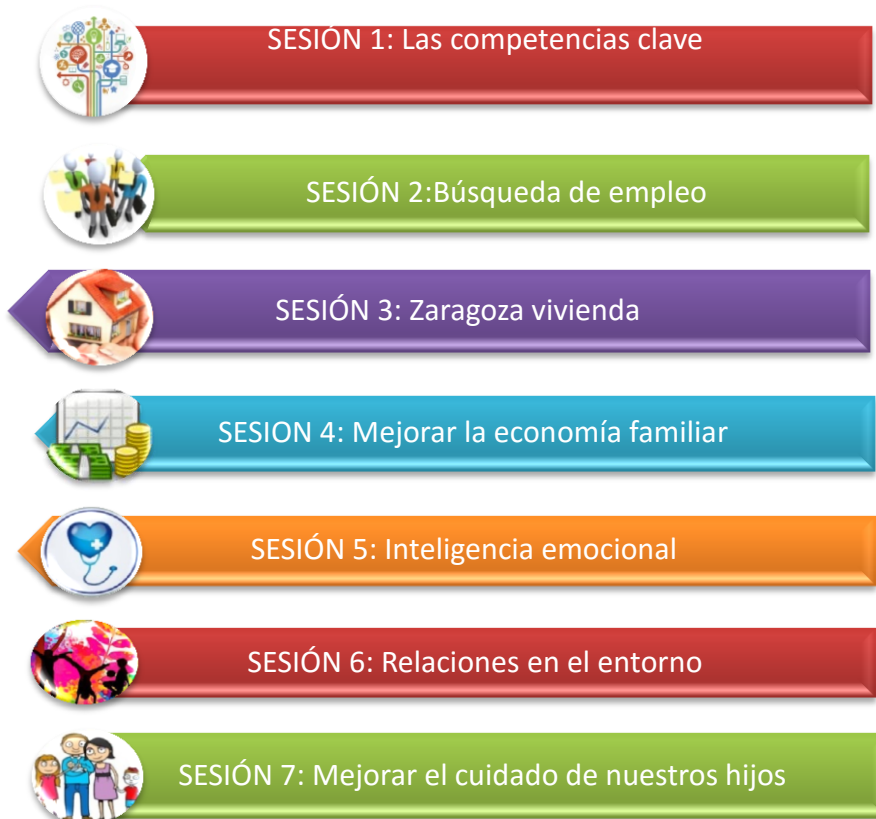 SESIÓN 1: Las competencias clave
SESIÓN 2:Búsqueda de empleo
SESIÓN 3: Zaragoza vivienda
SESION 4: Mejorar la economía familiar
SESIÓN 5: Inteligencia emocional
SESIÓN 6: Relaciones en el entorno
SESIÓN 7: Mejorar el cuidado de nuestros hijos